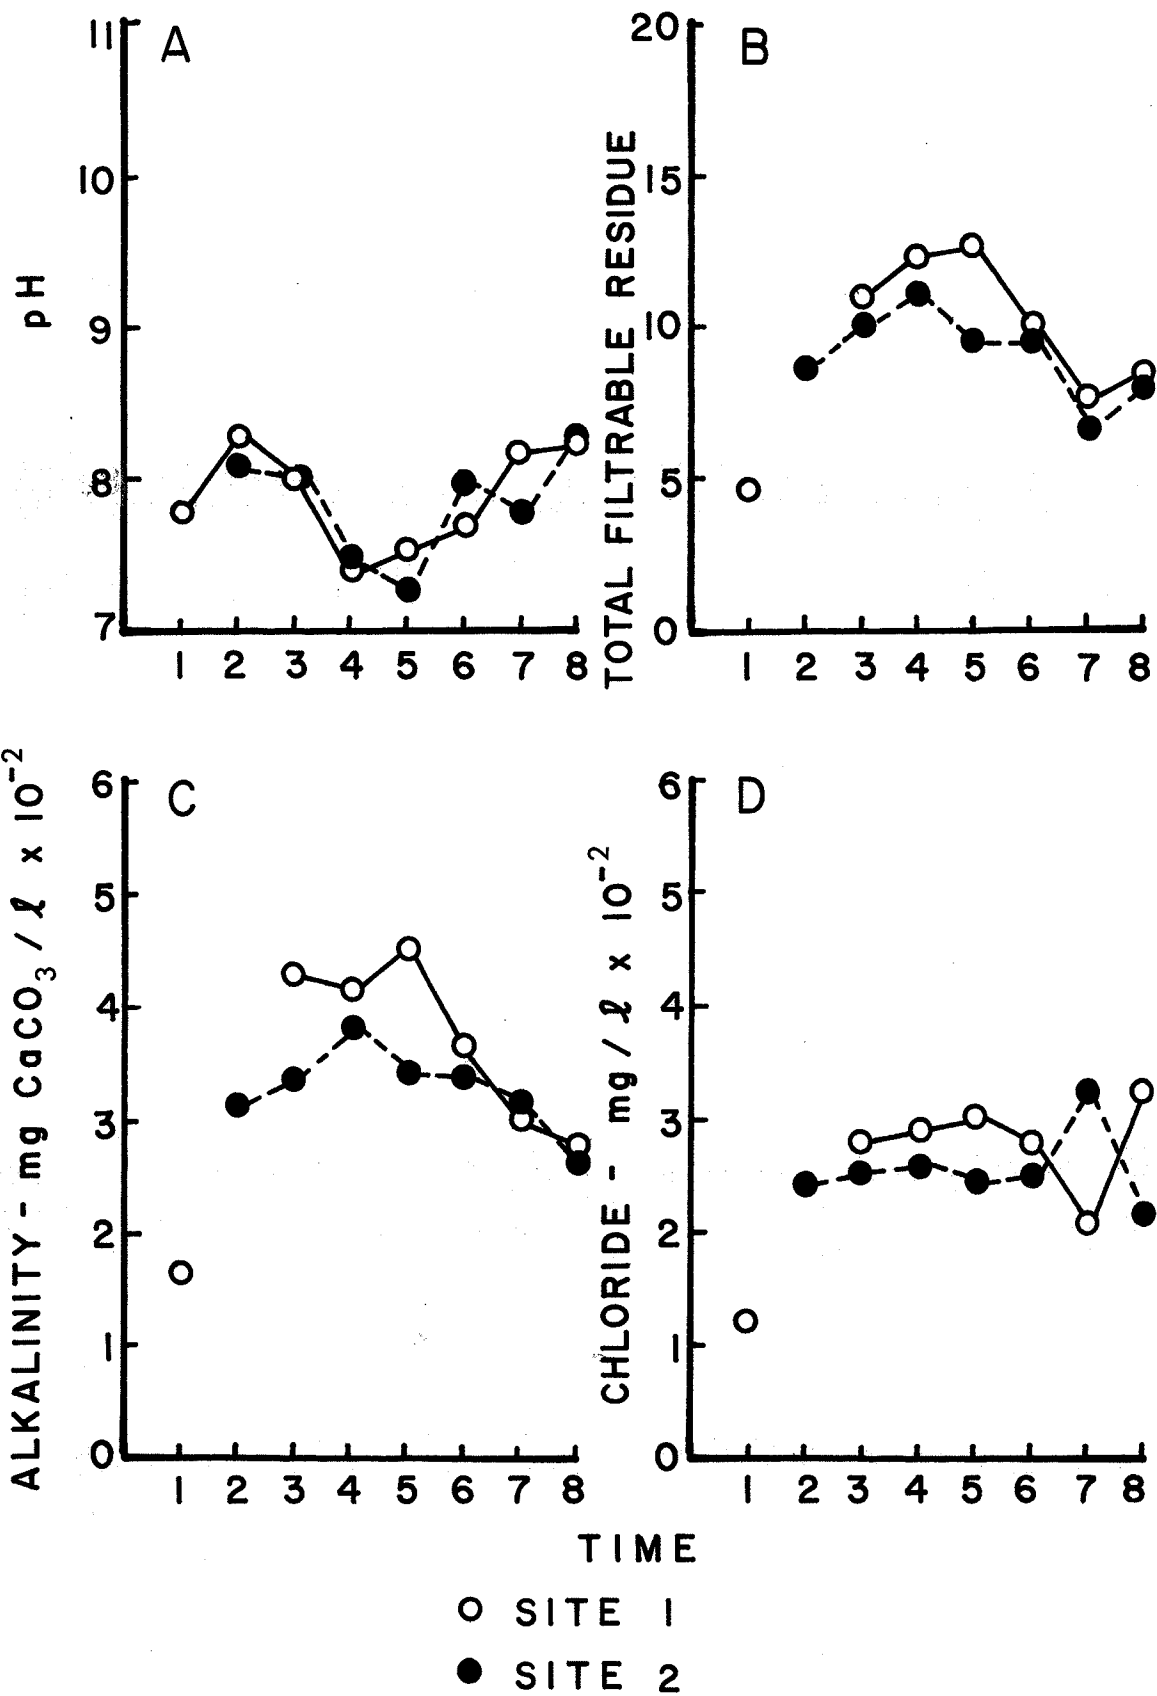 A
pH
11
10
9
8
7
1 2 3 4 5 6 7 8
B
TOTAL FILTRABLE RESIDUE
20
15
10
5
0
1 2 3 4 5 6 7 8
C
ALKALINITY - mg CaCO₃ / ℓ x 10⁻²
6
5
4
3
2
1
0
1 2 3 4 5 6 7 8
D
CHLORIDE - mg / ℓ x 10⁻²
6
5
4
3
2
1
0
1 2 3 4 5 6 7 8
TIME
SITE 1
SITE 2